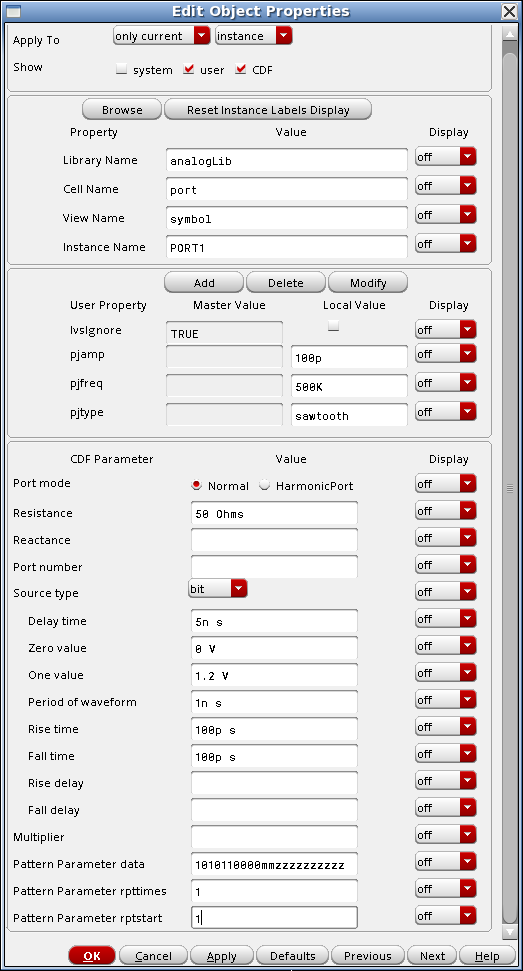 Edit Object Properties
Apply To only current instance
Show system user CDF
Browse Reset Instance Labels Display
Property Value Display
Library Name analogLib off
Cell Name port off
View Name symbol off
Instance Name PORT1 off
Add Delete Modify
User Property Master Value Local Value Display
lvsIgnore TRUE off
pjamp 100p off
pjfreq 500K off
pjtype sawtooth off
CDF Parameter Value Display
Port mode Normal HarmonicPort off
Resistance 50 Ohms off
Reactance off
Port number off
Source type bit off
Delay time 5n s off
Zero value 0 V off
One value 1.2 V off
Period of waveform 1n s off
Rise time 100p s off
Fall time 100p s off
Rise delay off
Fall delay off
Multiplier off
Pattern Parameter data 1010110000mmzzzzzzzzzz off
Pattern Parameter rpttimes 1 off
Pattern Parameter rptstart 1 off
OK Cancel Apply Defaults Previous Next Help